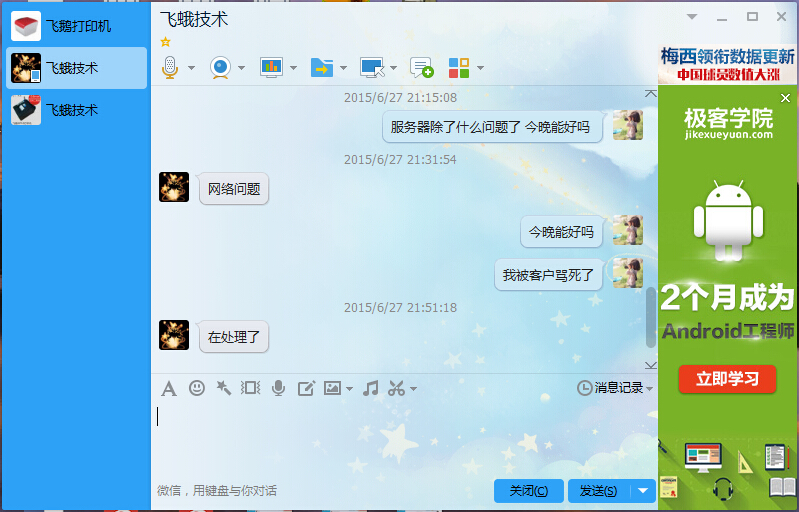 飞鹅打印机
飞蛾技术
飞蛾技术
飞蛾技术
2015/6/27 21:15:08
服务器除了什么问题了 今晚能好吗
2015/6/27 21:31:54
网络问题
今晚能好吗
我被客户骂死了
2015/6/27 21:51:18
在处理了
消息记录
微信，用键盘与你对话
关闭(C)
发送(S)
梅西领衔数据更新
中国球员数值大涨
极客学院
jikexueyuan.com
2个月成为
Android工程师
立即学习